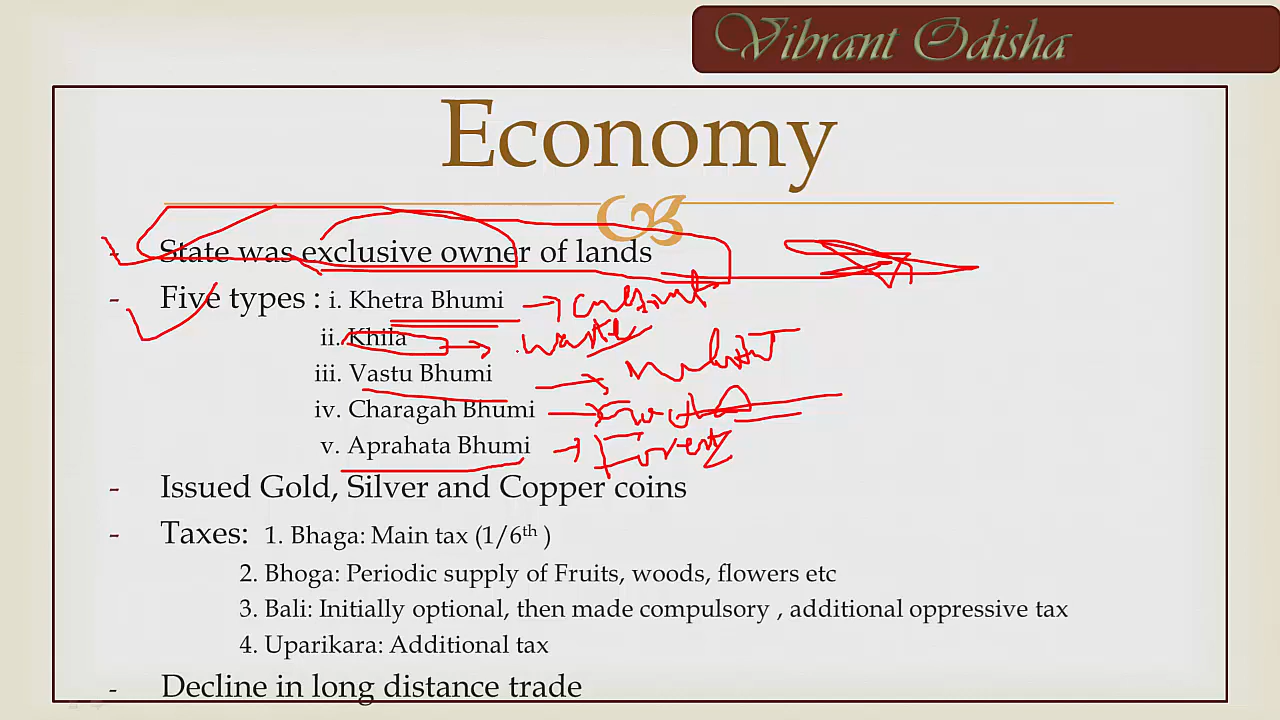 Vibrant Odisha
Economy
- State was exclusive owner of lands
- Five types : i. Khetra Bhumi
ii. Khila → waste
iii. Vastu Bhumi
iv. Charagah Bhumi
v. Aprahata Bhumi → Forest
- Issued Gold, Silver and Copper coins
- Taxes: 1. Bhaga: Main tax (1/6th )
2. Bhoga: Periodic supply of Fruits, woods, flowers etc
3. Bali: Initially optional, then made compulsory , additional oppressive tax
4. Uparikara: Additional tax
- Decline in long distance trade